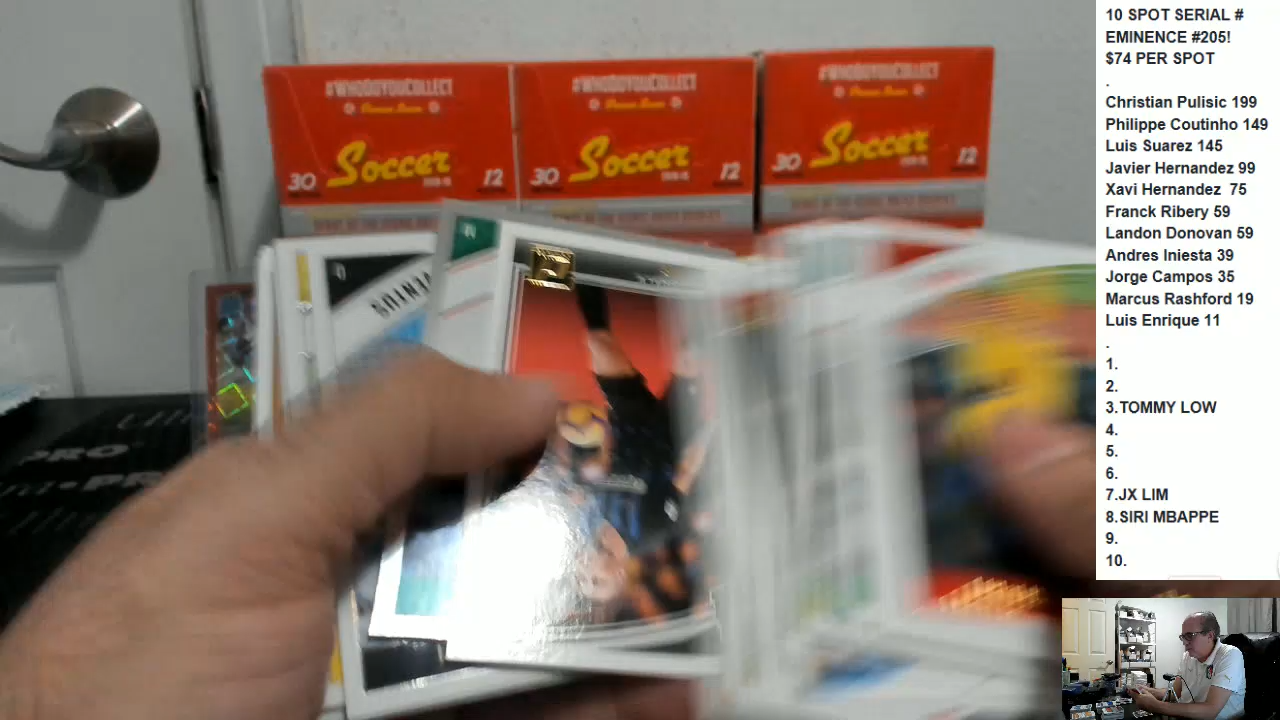 #WHODOYOUCOLLECT
Soccer
30
12
#WHODOYOUCOLLECT
Soccer
30
12
#WHODOYOUCOLLECT
Soccer
30
12
PRO
10 SPOT SERIAL #
EMINENCE #205!
$74 PER SPOT
.
Christian Pulisic 199
Philippe Coutinho 149
Luis Suarez 145
Javier Hernandez 99
Xavi Hernandez 75
Franck Ribery 59
Landon Donovan 59
Andres Iniesta 39
Jorge Campos 35
Marcus Rashford 19
Luis Enrique 11
.
1.
2.
3.TOMMY LOW
4.
5.
6.
7.JX LIM
8.SIRI MBAPPE
9.
10.